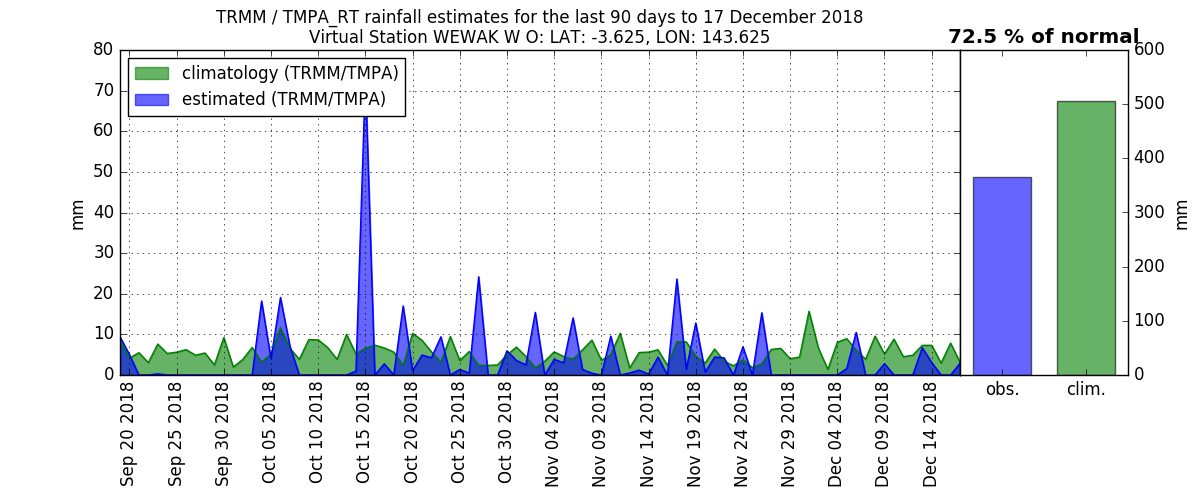 TRMM / TMPA_RT rainfall estimates for the last 90 days to 17 December 2018
Virtual Station WEWAK W O: LAT: -3.625, LON: 143.625
72.5 % of normal
climatology (TRMM/TMPA)
estimated (TRMM/TMPA)
80
70
60
50
40
30
20
10
0
mm
Sep 20 2018
Sep 25 2018
Sep 30 2018
Oct 05 2018
Oct 10 2018
Oct 15 2018
Oct 20 2018
Oct 25 2018
Oct 30 2018
Nov 04 2018
Nov 09 2018
Nov 14 2018
Nov 19 2018
Nov 24 2018
Nov 29 2018
Dec 04 2018
Dec 09 2018
Dec 14 2018
obs.
clim.
600
500
400
300
200
100
0
mm